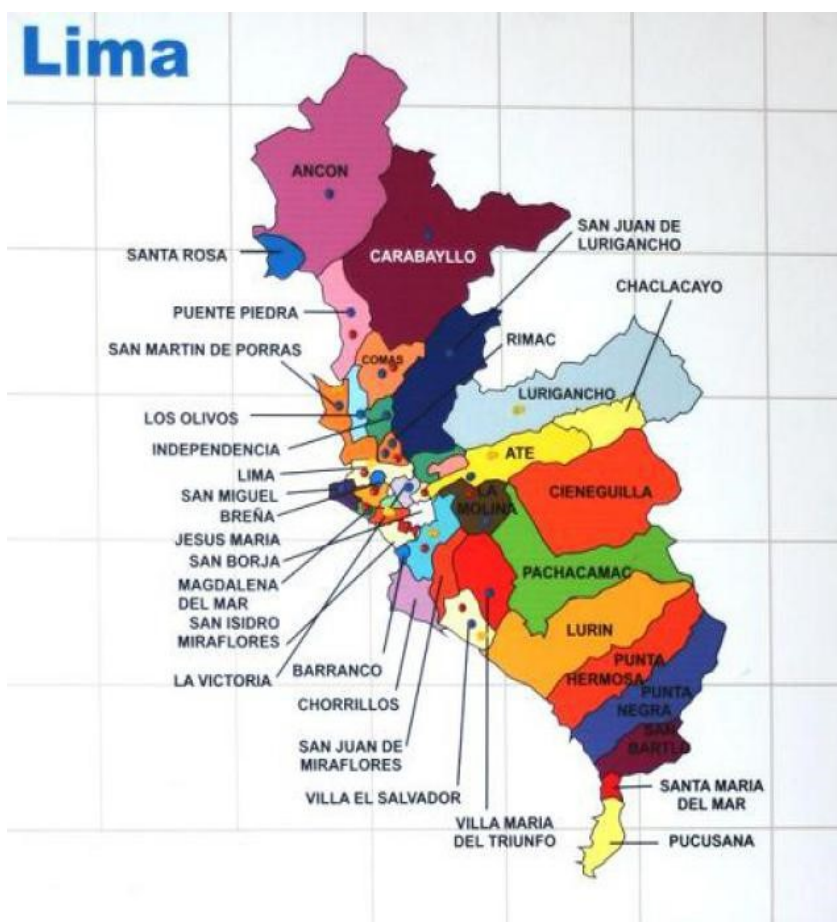 Lima
ANCON
SANTA ROSA
CARABAYLLO
SAN JUAN DE
LURIGANCHO
CHACLACAYO
PUENTE PIEDRA
SAN MARTIN DE PORRAS
COMAS
RIMAC
LURIGANCHO
LOS OLIVOS
INDEPENDENCIA
ATE
LIMA
SAN MIGUEL
BREÑA
LA
MOLINA
CIENEGUILLA
JESUS MARIA
SAN BORJA
MAGDALENA
DEL MAR
SAN ISIDRO
MIRAFLORES
PACHACAMAC
LURIN
LA VICTORIA
BARRANCO
CHORRILLOS
PUNTA
HERMOSA
PUNTA
NEGRA
SAN
BARTLO
SAN JUAN DE
MIRAFLORES
VILLA EL SALVADOR
VILLA MARIA
DEL TRIUNFO
SANTA MARIA
DEL MAR
PUCUSANA